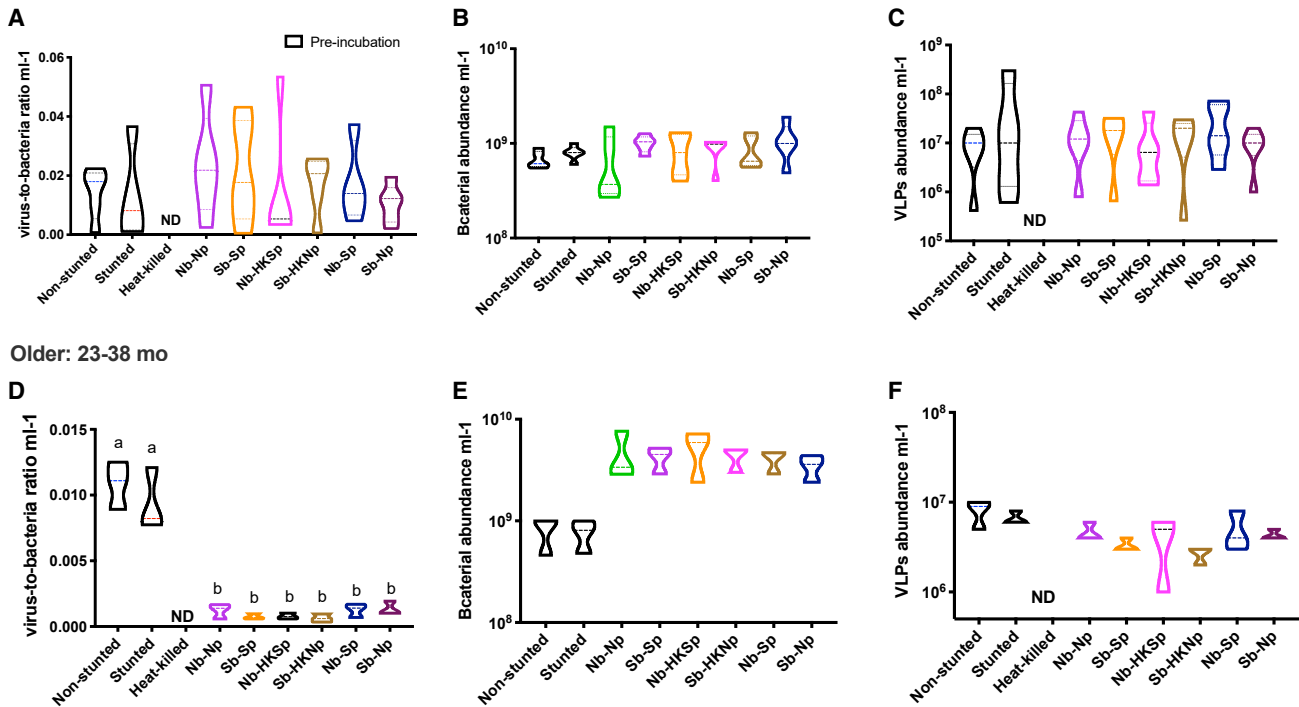 A
Pre-incubation
virus-to-bacteria ratio ml-1
0.06
0.04
0.02
0.00
ND
Non-stunted
Stunted
Heat-killed
Nb-Np
Sb-Sp
Nb-HKSp
Sb-HKNp
Nb-Sp
Sb-Np
B
Bcaterial abundance ml-1
10^10
10^9
10^8
Non-stunted
Stunted
Nb-Np
Sb-Sp
Nb-HKSp
Sb-HKNp
Nb-Sp
Sb-Np
C
VLPs abundance ml-1
10^9
10^8
10^7
10^6
10^5
ND
Non-stunted
Stunted
Heat-killed
Nb-Np
Sb-Sp
Nb-HKSp
Sb-HKNp
Nb-Sp
Sb-Np
Older: 23-38 mo
D
virus-to-bacteria ratio ml-1
0.015
0.010
0.005
0.000
a
a
ND
b
b
b
b
b
b
Non-stunted
Stunted
Heat-killed
Nb-Np
Sb-Sp
Nb-HKSp
Sb-HKNp
Nb-Sp
Sb-Np
E
Bcaterial abundance ml-1
10^10
10^9
10^8
Non-stunted
Stunted
Nb-Np
Sb-Sp
Nb-HKSp
Sb-HKNp
Nb-Sp
Sb-Np
F
VLPs abundance ml-1
10^8
10^7
10^6
ND
Non-stunted
Stunted
Heat-killed
Nb-Np
Sb-Sp
Nb-HKSp
Sb-HKNp
Nb-Sp
Sb-Np